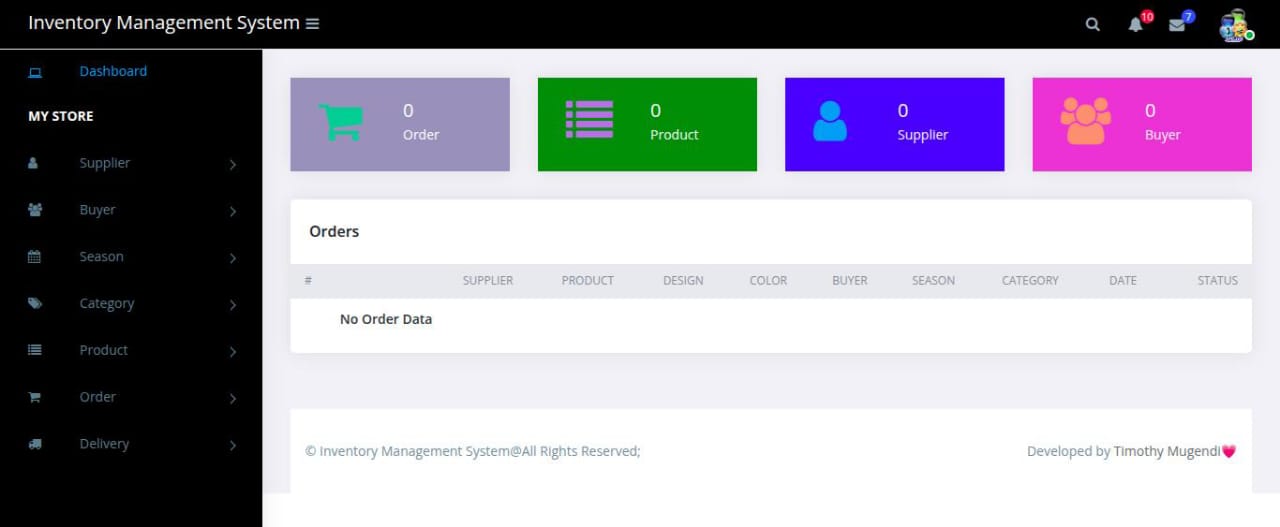 Inventory Management System
10
7
Dashboard
MY STORE
Supplier
Buyer
Season
Category
Product
Order
Delivery
0
Order
0
Product
0
Supplier
0
Buyer
Orders
# SUPPLIER PRODUCT DESIGN COLOR BUYER SEASON CATEGORY DATE STATUS
No Order Data
© Inventory Management System@All Rights Reserved;
Developed by Timothy Mugendi💗